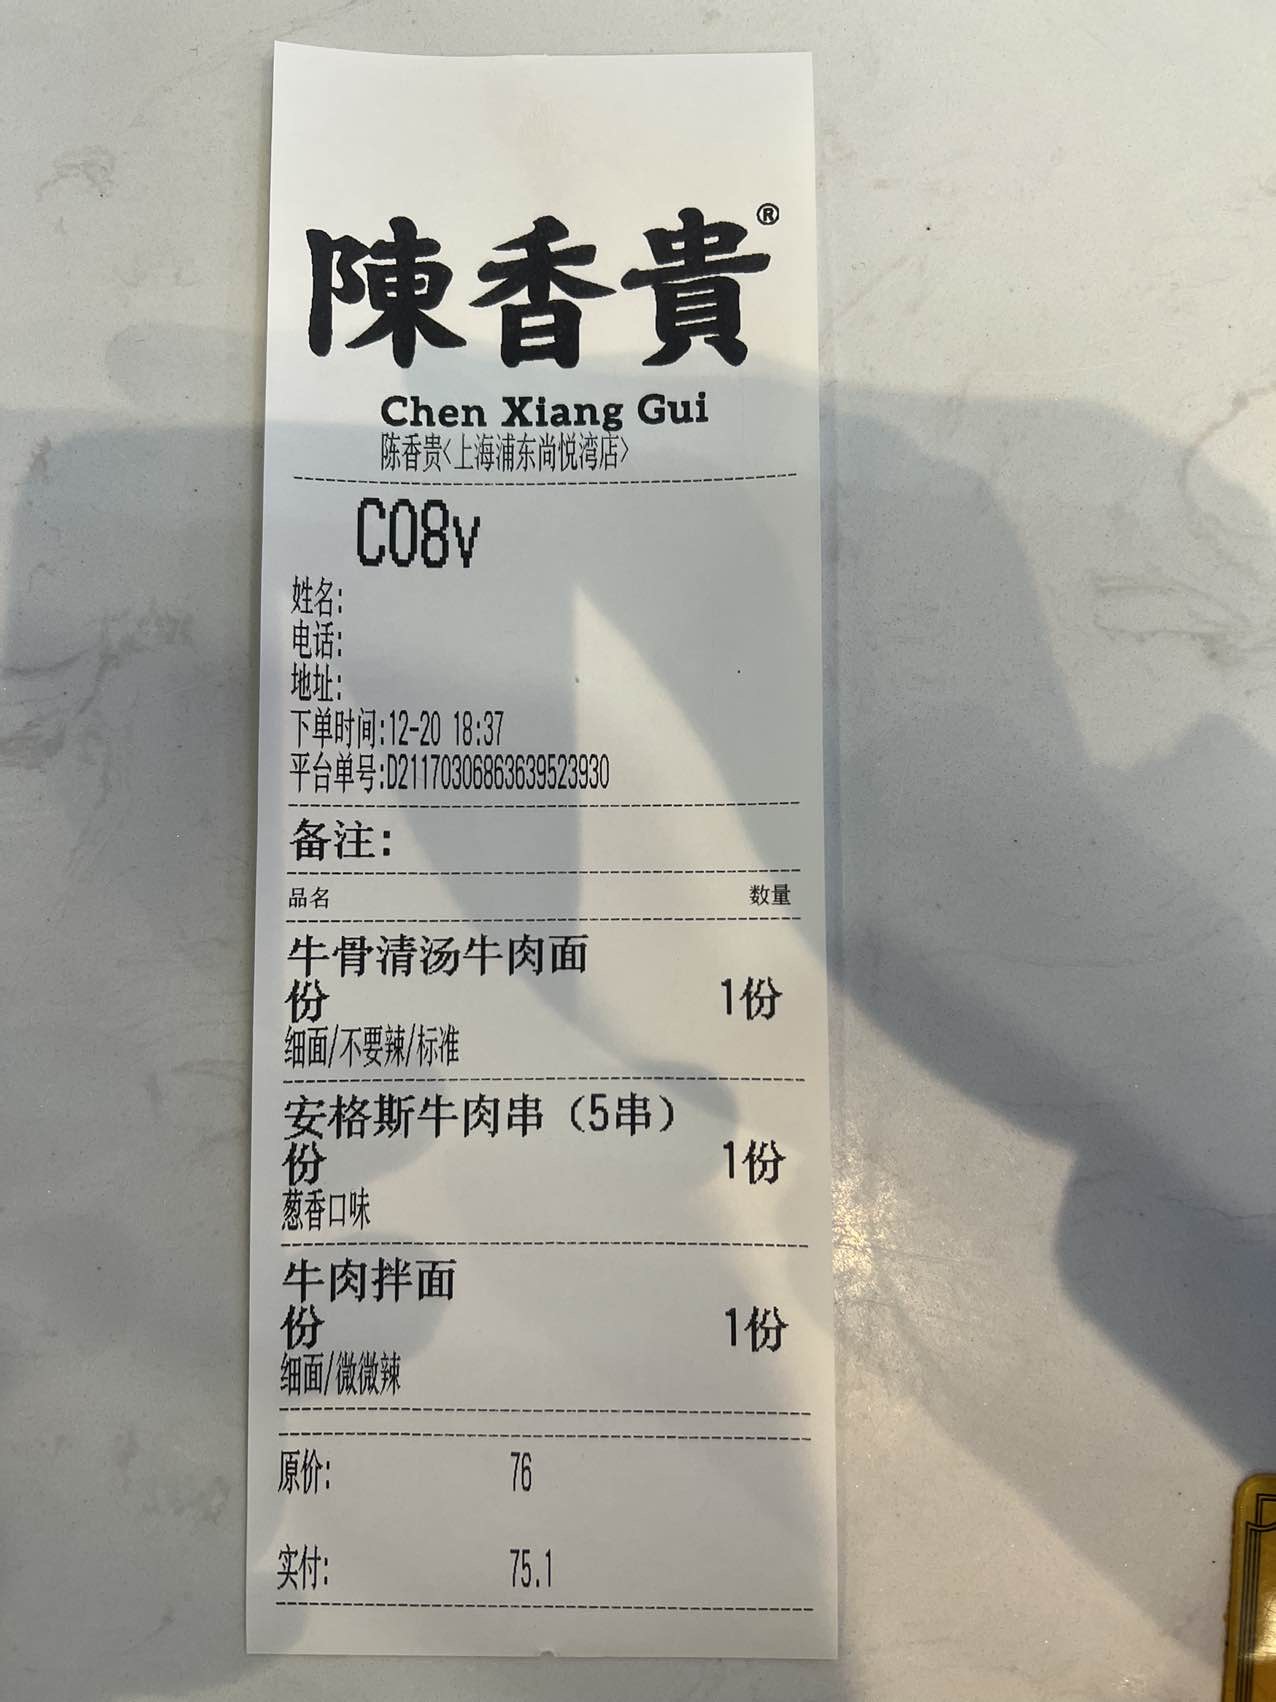 陳香貴®
Chen Xiang Gui
陈香贵<上海浦东尚悦湾店>
C08v
姓名:
电话:
地址:
下单时间:12-20 18:37
平台单号:D21170306863639523930
备注:
品名 数量
牛骨清汤牛肉面
份 1份
细面/不要辣/标准
安格斯牛肉串（5串）
份 1份
葱香口味
牛肉拌面
份 1份
细面/微微辣
原价: 76
实付: 75.1